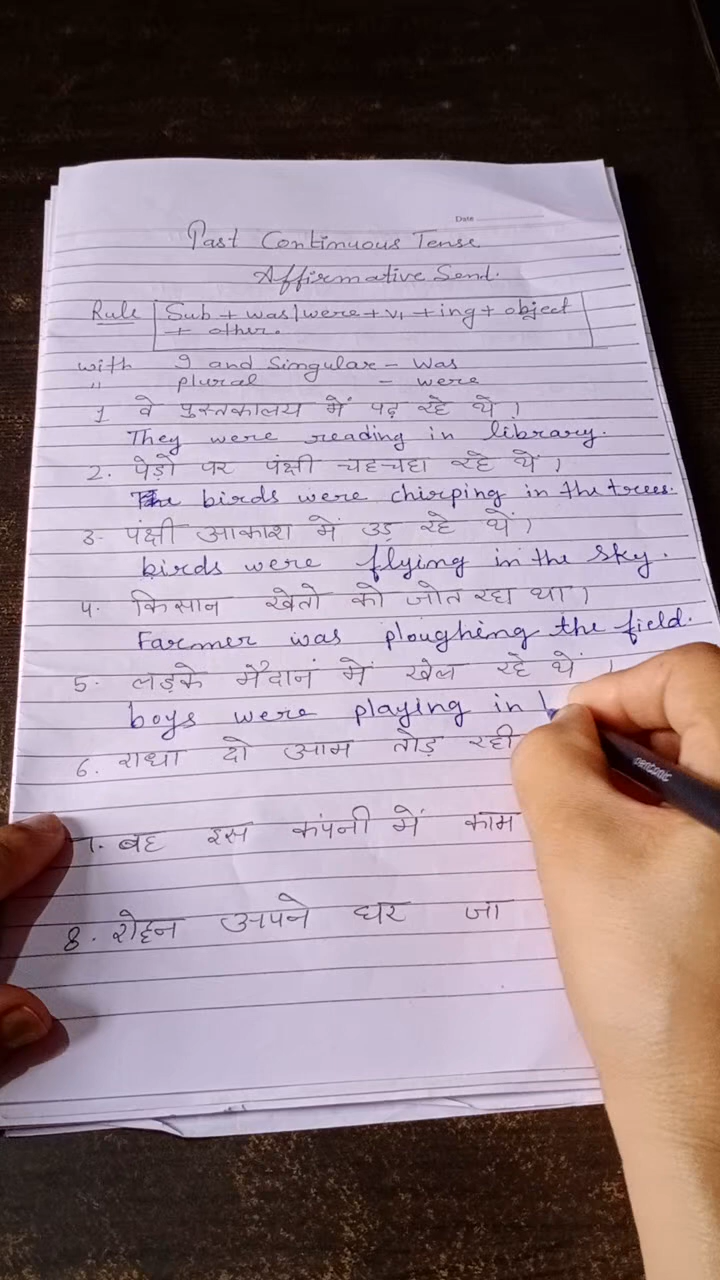 Date
Past Continuous Tense
Affirmative Send.
Rule Sub + was/were + V1 + ing + object
+ other.
with I and Singular - Was
" plural - were
1 वे पुस्तकालय में पढ़ रहे थे।
They were reading in library.
2. पेड़ो पर पंक्षी चहचहा रहे थें।
The birds were chirping in the trees.
3- पंक्षी आकाश में उड़ रहे थें।
birds were flying in the sky.
4. किसान खेतो को जोत रहा था।
Farmer was ploughing the field.
5. लड़के मैदान में खेल रहे थें।
boys were playing in
6. राधा दो आम तोड़ रही
pentonic
7. वह इस कंपनी में काम
8. रोहन अपने घर जा